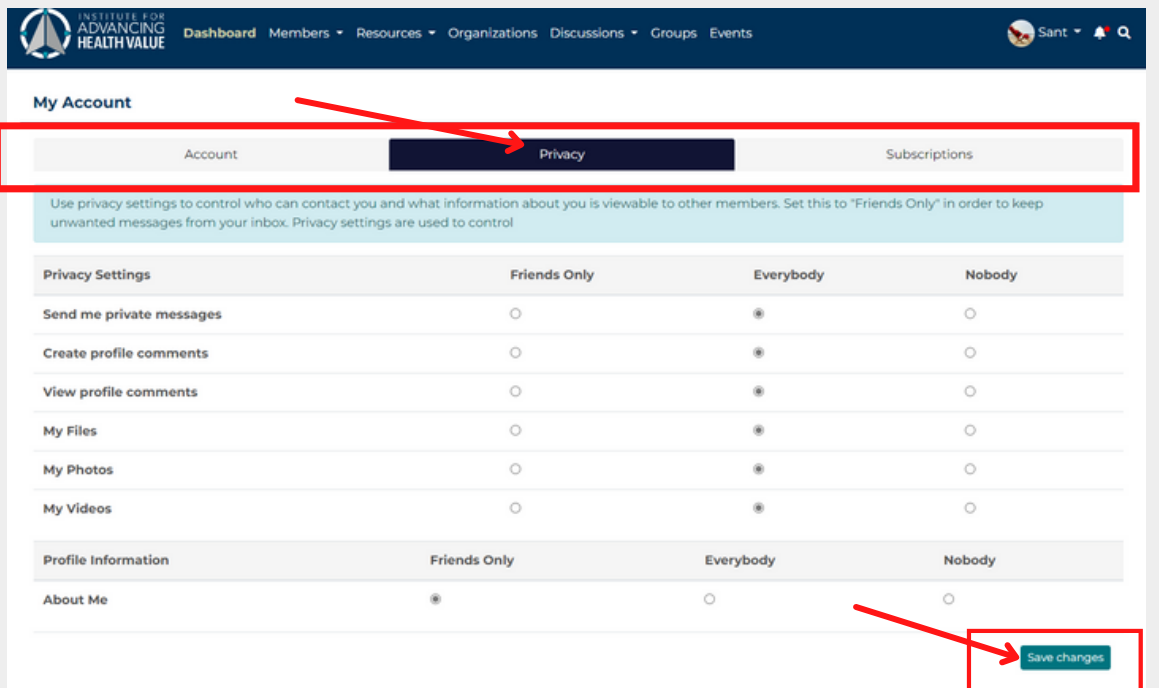 INSTITUTE FOR
ADVANCING
HEALTH VALUE
Dashboard Members Resources Organizations Discussions Groups Events Sant
My Account
Account Privacy Subscriptions
Use privacy settings to control who can contact you and what information about you is viewable to other members. Set this to "Friends Only" in order to keep
unwanted messages from your inbox. Privacy settings are used to control
Privacy Settings Friends Only Everybody Nobody
Send me private messages
Create profile comments
View profile comments
My Files
My Photos
My Videos
Profile Information Friends Only Everybody Nobody
About Me
Save changes